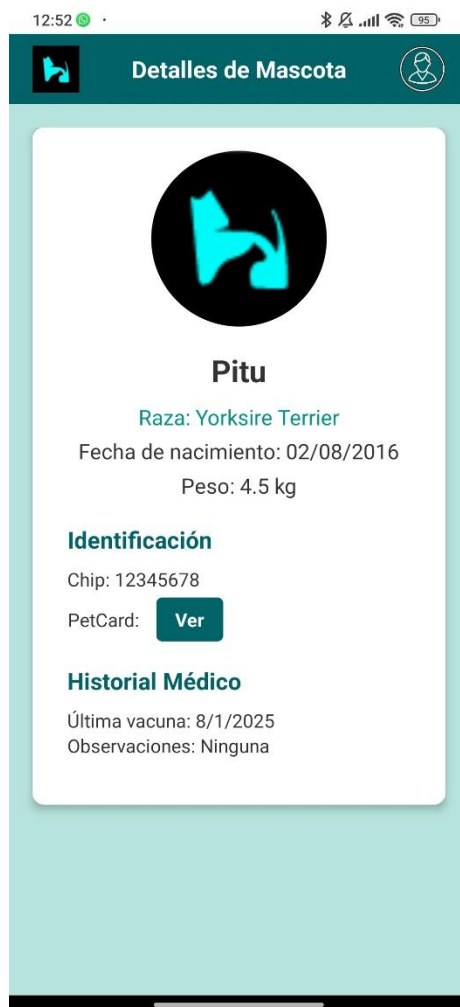 12:52
95
Detalles de Mascota
Pitu
Raza: Yorksire Terrier
Fecha de nacimiento: 02/08/2016
Peso: 4.5 kg
Identificación
Chip: 12345678
PetCard: Ver
Historial Médico
Última vacuna: 8/1/2025
Observaciones: Ninguna